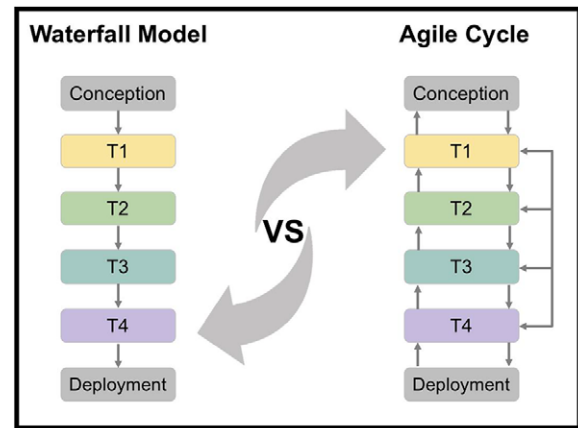 Waterfall Model
Conception
T1
T2
T3
T4
Deployment
VS
Agile Cycle
Conception
T1
T2
T3
T4
Deployment